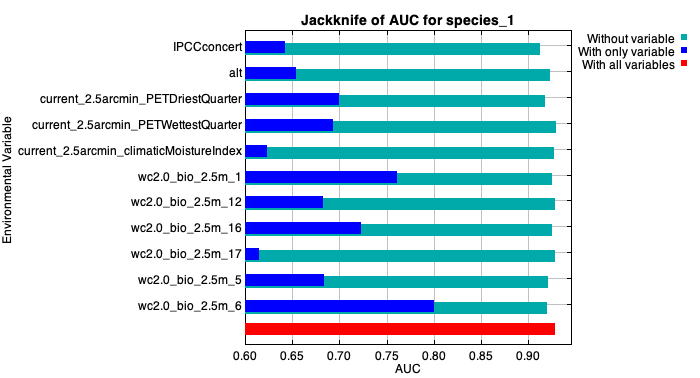 Jackknife of AUC for species_1
Without variable
With only variable
With all variables
Environmental Variable
IPCCconcert
alt
current_2.5arcmin_PETDriestQuarter
current_2.5arcmin_PETWettestQuarter
current_2.5arcmin_climaticMoistureIndex
wc2.0_bio_2.5m_1
wc2.0_bio_2.5m_12
wc2.0_bio_2.5m_16
wc2.0_bio_2.5m_17
wc2.0_bio_2.5m_5
wc2.0_bio_2.5m_6
0.60 0.65 0.70 0.75 0.80 0.85 0.90
AUC